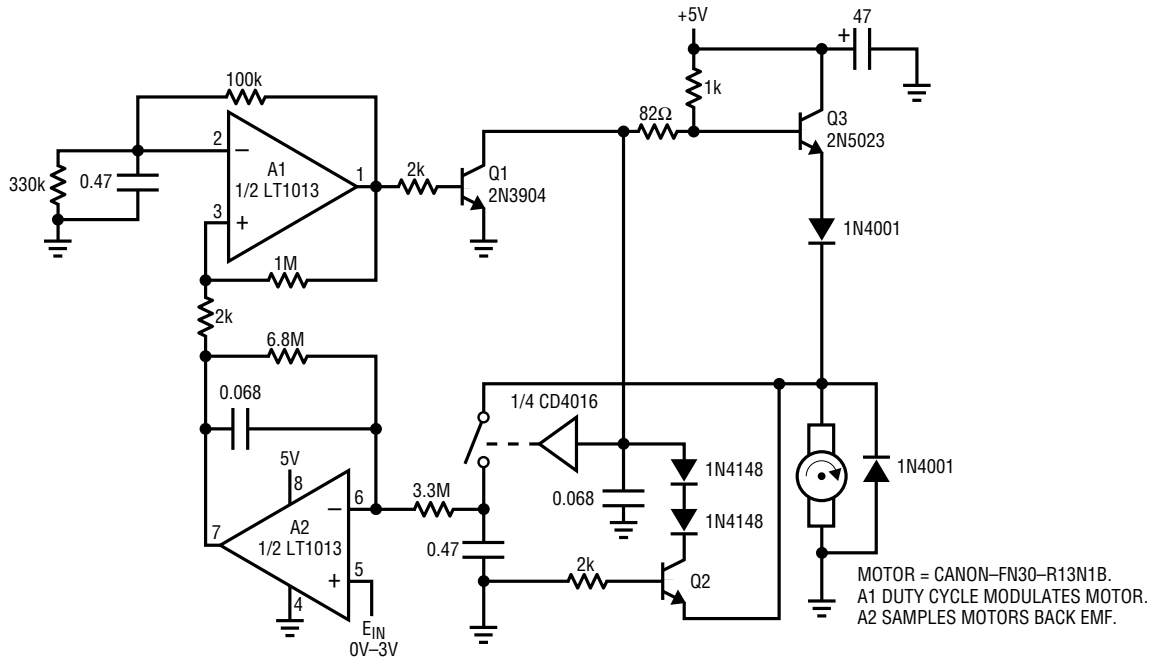 +5V
47
+
100k
1k
82Ω
Q3
2N5023
2
−
A1
1/2 LT1013
1
2k
Q1
2N3904
330k
0.47
3
+
1N4001
1M
2k
6.8M
0.068
1/4 CD4016
5V
8
1N4148
1N4001
3.3M
0.068
6
−
7
A2
1/2 LT1013
1N4148
0.47
5
+
2k
Q2
4
E_IN
0V–3V
MOTOR = CANON–FN30–R13N1B.
A1 DUTY CYCLE MODULATES MOTOR.
A2 SAMPLES MOTORS BACK EMF.